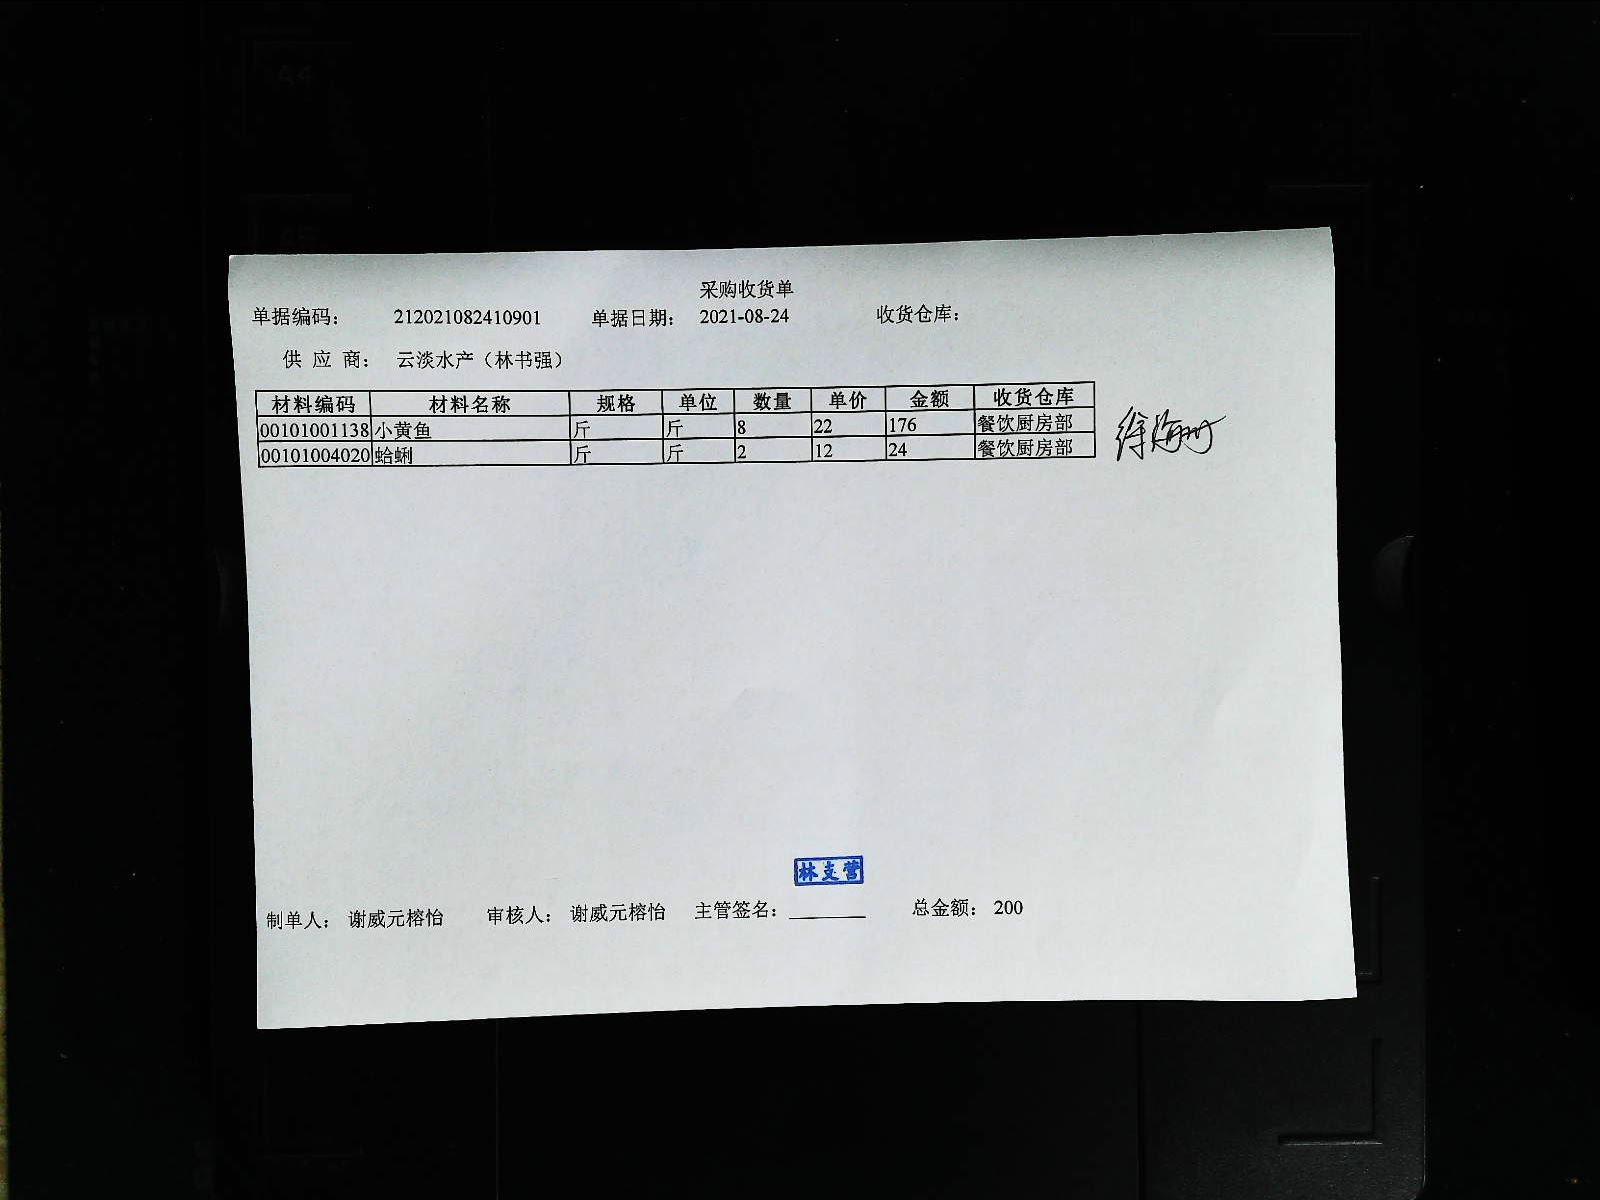 采购收货单
单据编码： 212021082410901 单据日期： 2021-08-24 收货仓库：
供 应 商： 云淡水产（林书强）
材料编码 材料名称 规格 单位 数量 单价 金额 收货仓库
00101001138 小黄鱼 斤 斤 8 22 176 餐饮厨房部
00101004020 蛤蜊 斤 斤 2 12 24 餐饮厨房部
林支营
制单人： 谢威元榕怡 审核人： 谢威元榕怡 主管签名： 总金额： 200